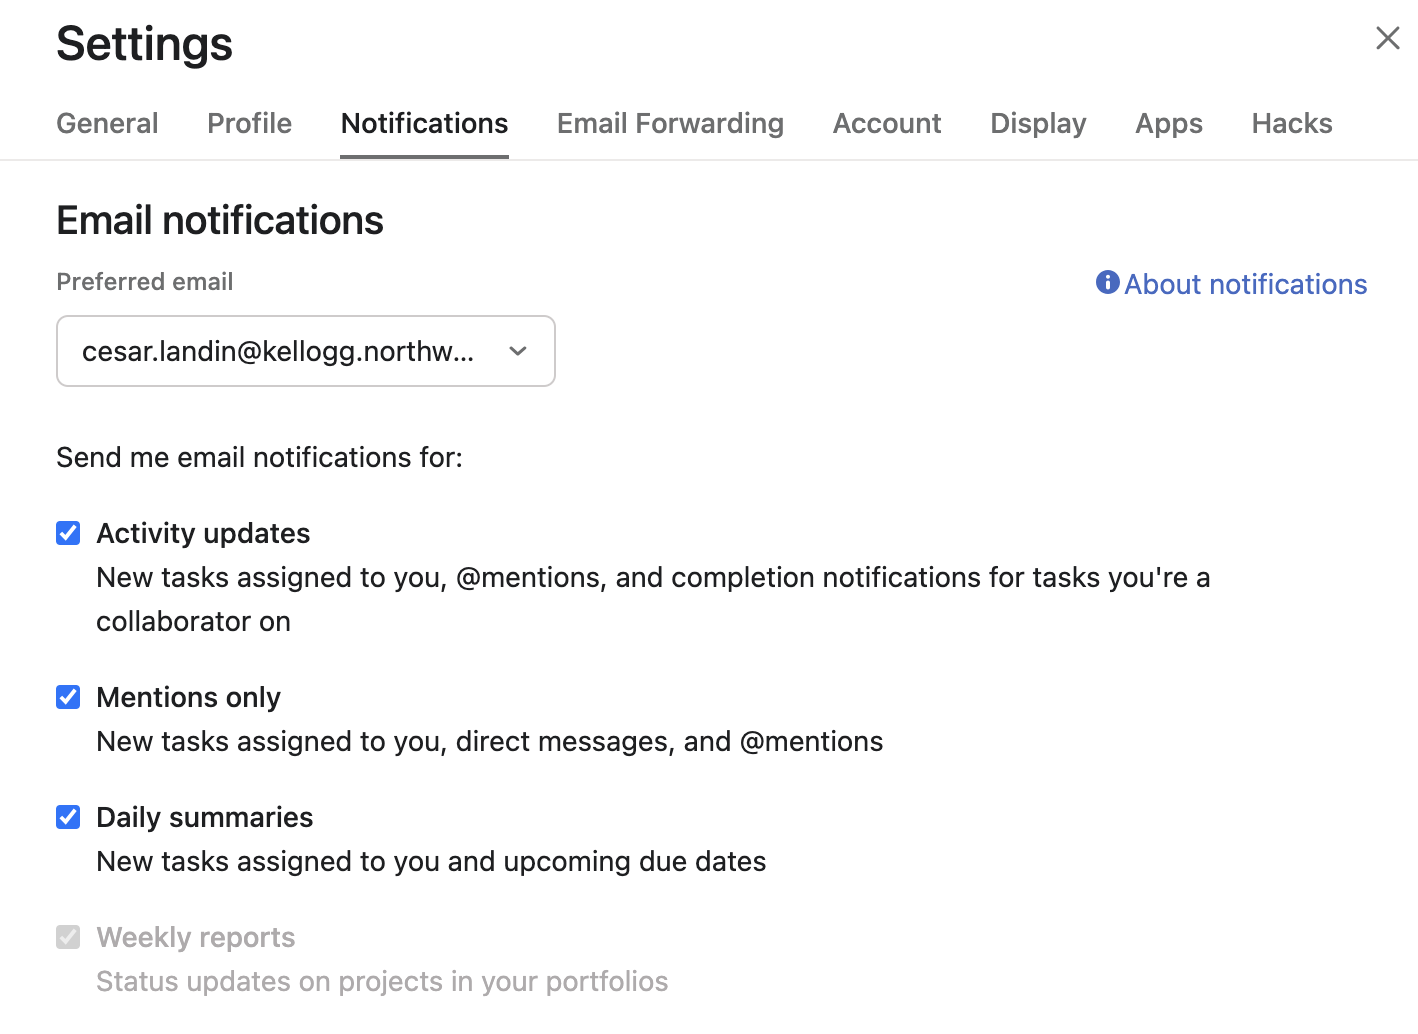 Settings
General Profile Notifications Email Forwarding Account Display Apps Hacks
Email notifications
Preferred email
About notifications
cesar.landin@kellogg.northw...
Send me email notifications for:
Activity updates
New tasks assigned to you, @mentions, and completion notifications for tasks you're a
collaborator on
Mentions only
New tasks assigned to you, direct messages, and @mentions
Daily summaries
New tasks assigned to you and upcoming due dates
Weekly reports
Status updates on projects in your portfolios